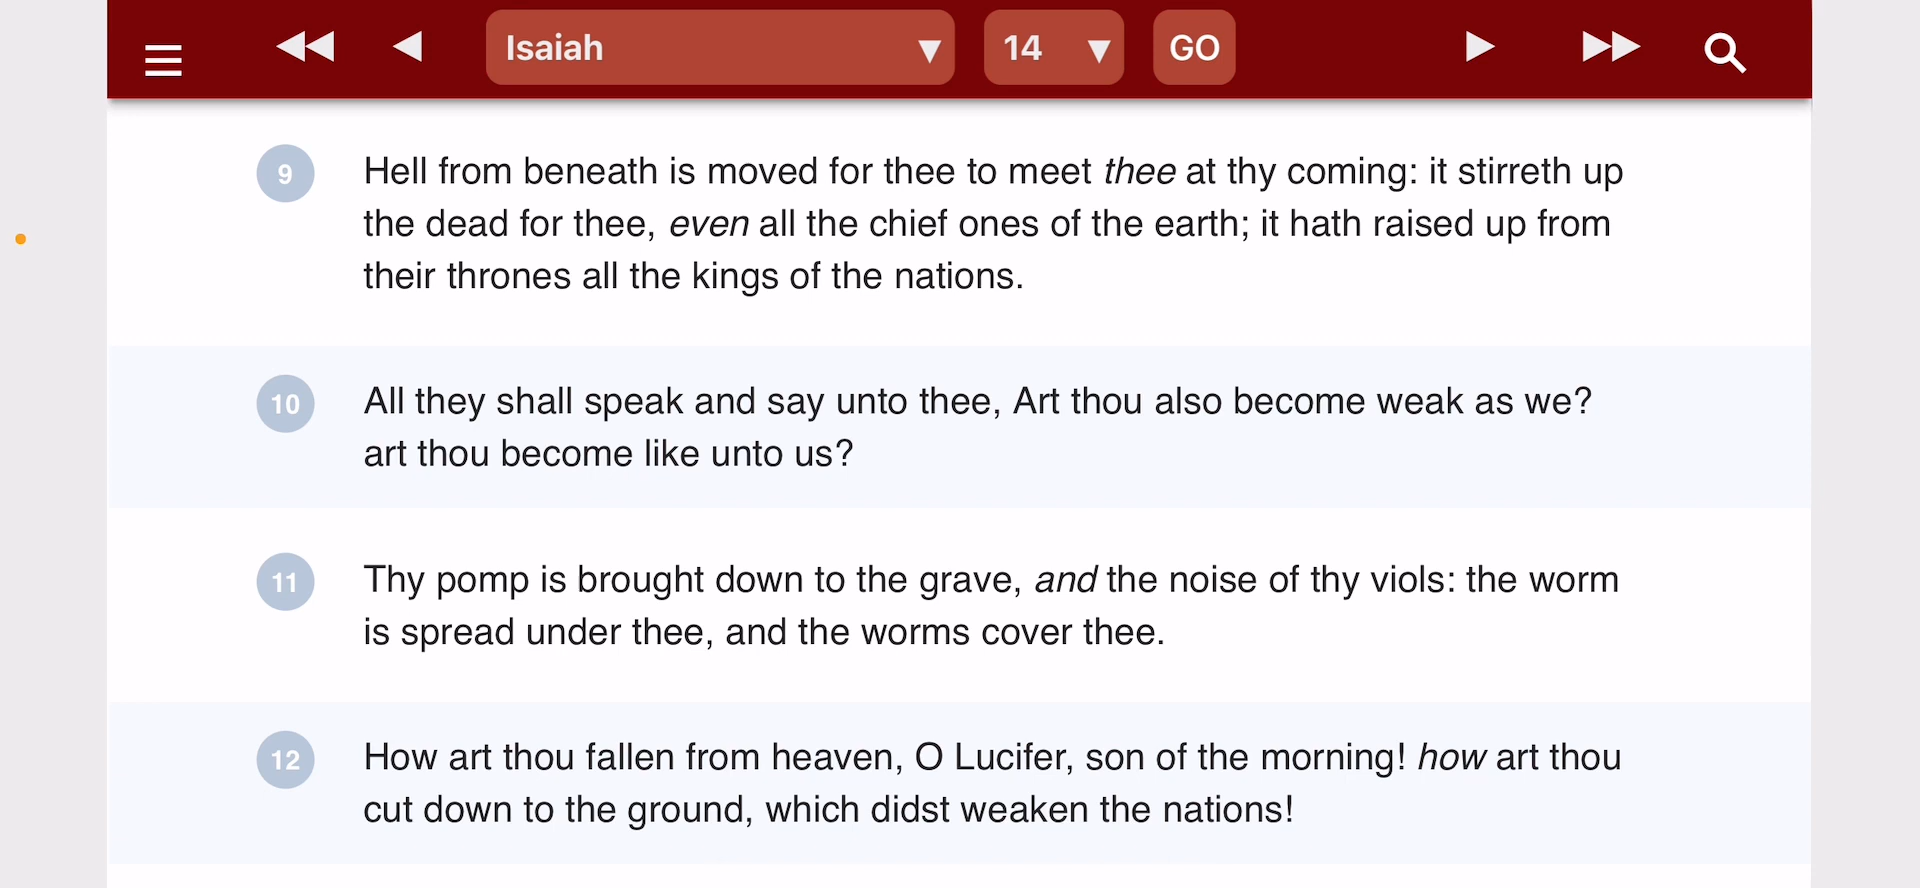 Isaiah 14 GO
9 Hell from beneath is moved for thee to meet thee at thy coming: it stirreth up
the dead for thee, even all the chief ones of the earth; it hath raised up from
their thrones all the kings of the nations.
10 All they shall speak and say unto thee, Art thou also become weak as we?
art thou become like unto us?
11 Thy pomp is brought down to the grave, and the noise of thy viols: the worm
is spread under thee, and the worms cover thee.
12 How art thou fallen from heaven, O Lucifer, son of the morning! how art thou
cut down to the ground, which didst weaken the nations!